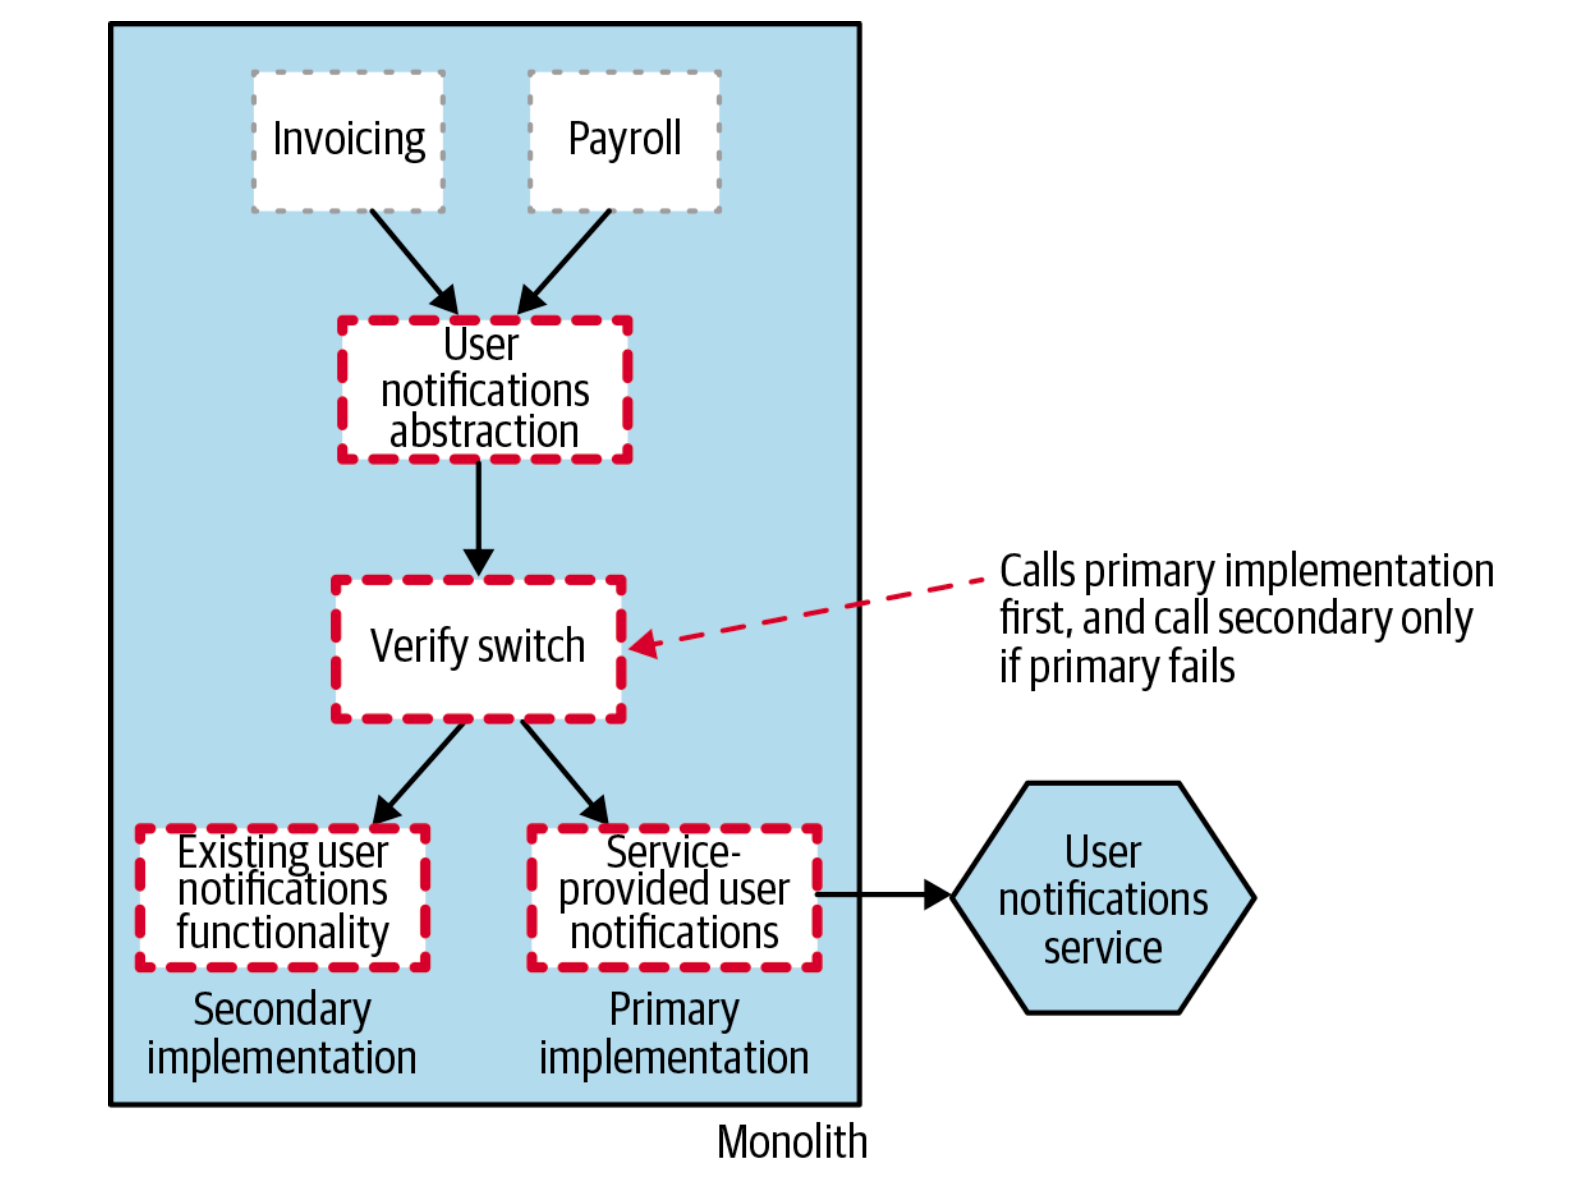 Invoicing
Payroll
User
notifications
abstraction
Verify switch
Calls primary implementation
first, and call secondary only
if primary fails
Existing user
notifications
functionality
Service-
provided user
notifications
User
notifications
service
Secondary
implementation
Primary
implementation
Monolith